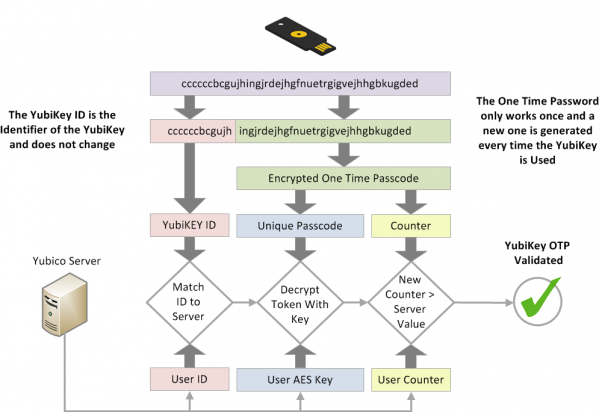 ccccccbcgujhingjrdejhgfnuetrgigvejhhgbkugded
The YubiKey ID is the
Identifier of the YubiKey
and does not change
ccccccbcgujh
ingjrdejhgfnuetrgigvejhhgbkugded
The One Time Password
only works once and a
new one is generated
every time the YubiKey
is Used
Encrypted One Time Passcode
YubiKEY ID
Unique Passcode
Counter
Yubico Server
Match
ID to
Server
Decrypt
Token With
Key
New
Counter >
Server
Value
YubiKey OTP
Validated
User ID
User AES Key
User Counter